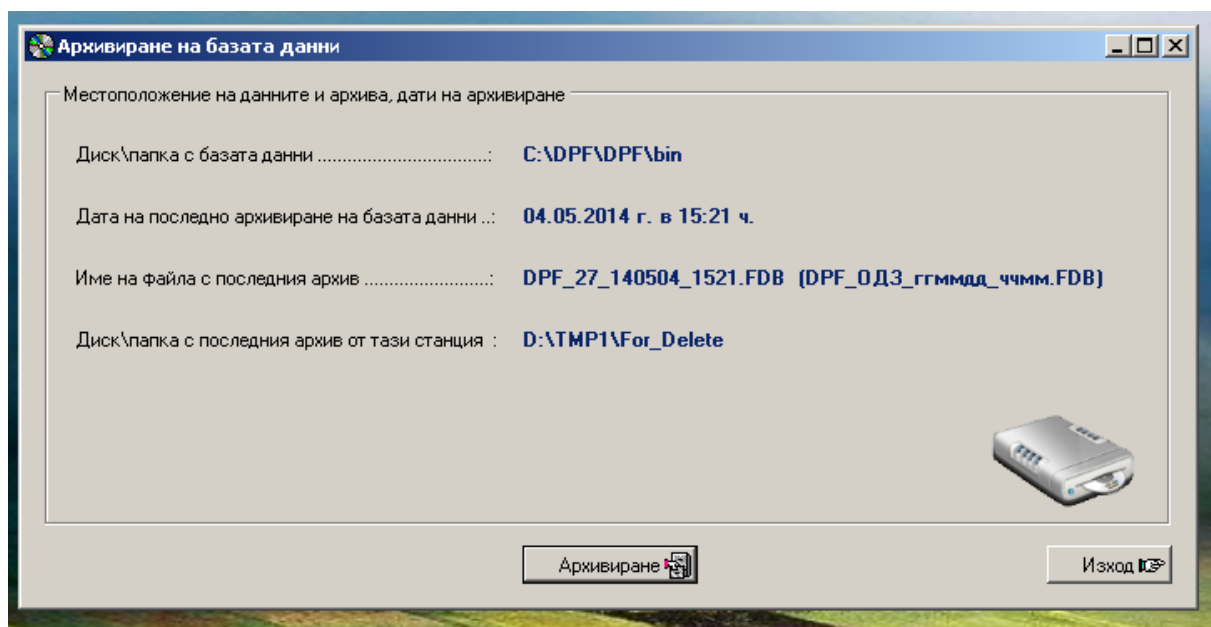 Архивиране на базата данни
Местоположение на данните и архива, дати на архивиране
Диск\папка с базата данни ..................................: C:\DPF\DPF\bin
Дата на последно архивиране на базата данни ..: 04.05.2014 г. в 15:21 ч.
Име на файла с последния архив .........................: DPF_27_140504_1521.FDB (DPF_ОДЗ_ггммдд_ччмм.FDB)
Диск\папка с последния архив от тази станция : D:\TMP1\For_Delete
Архивиране
Изход